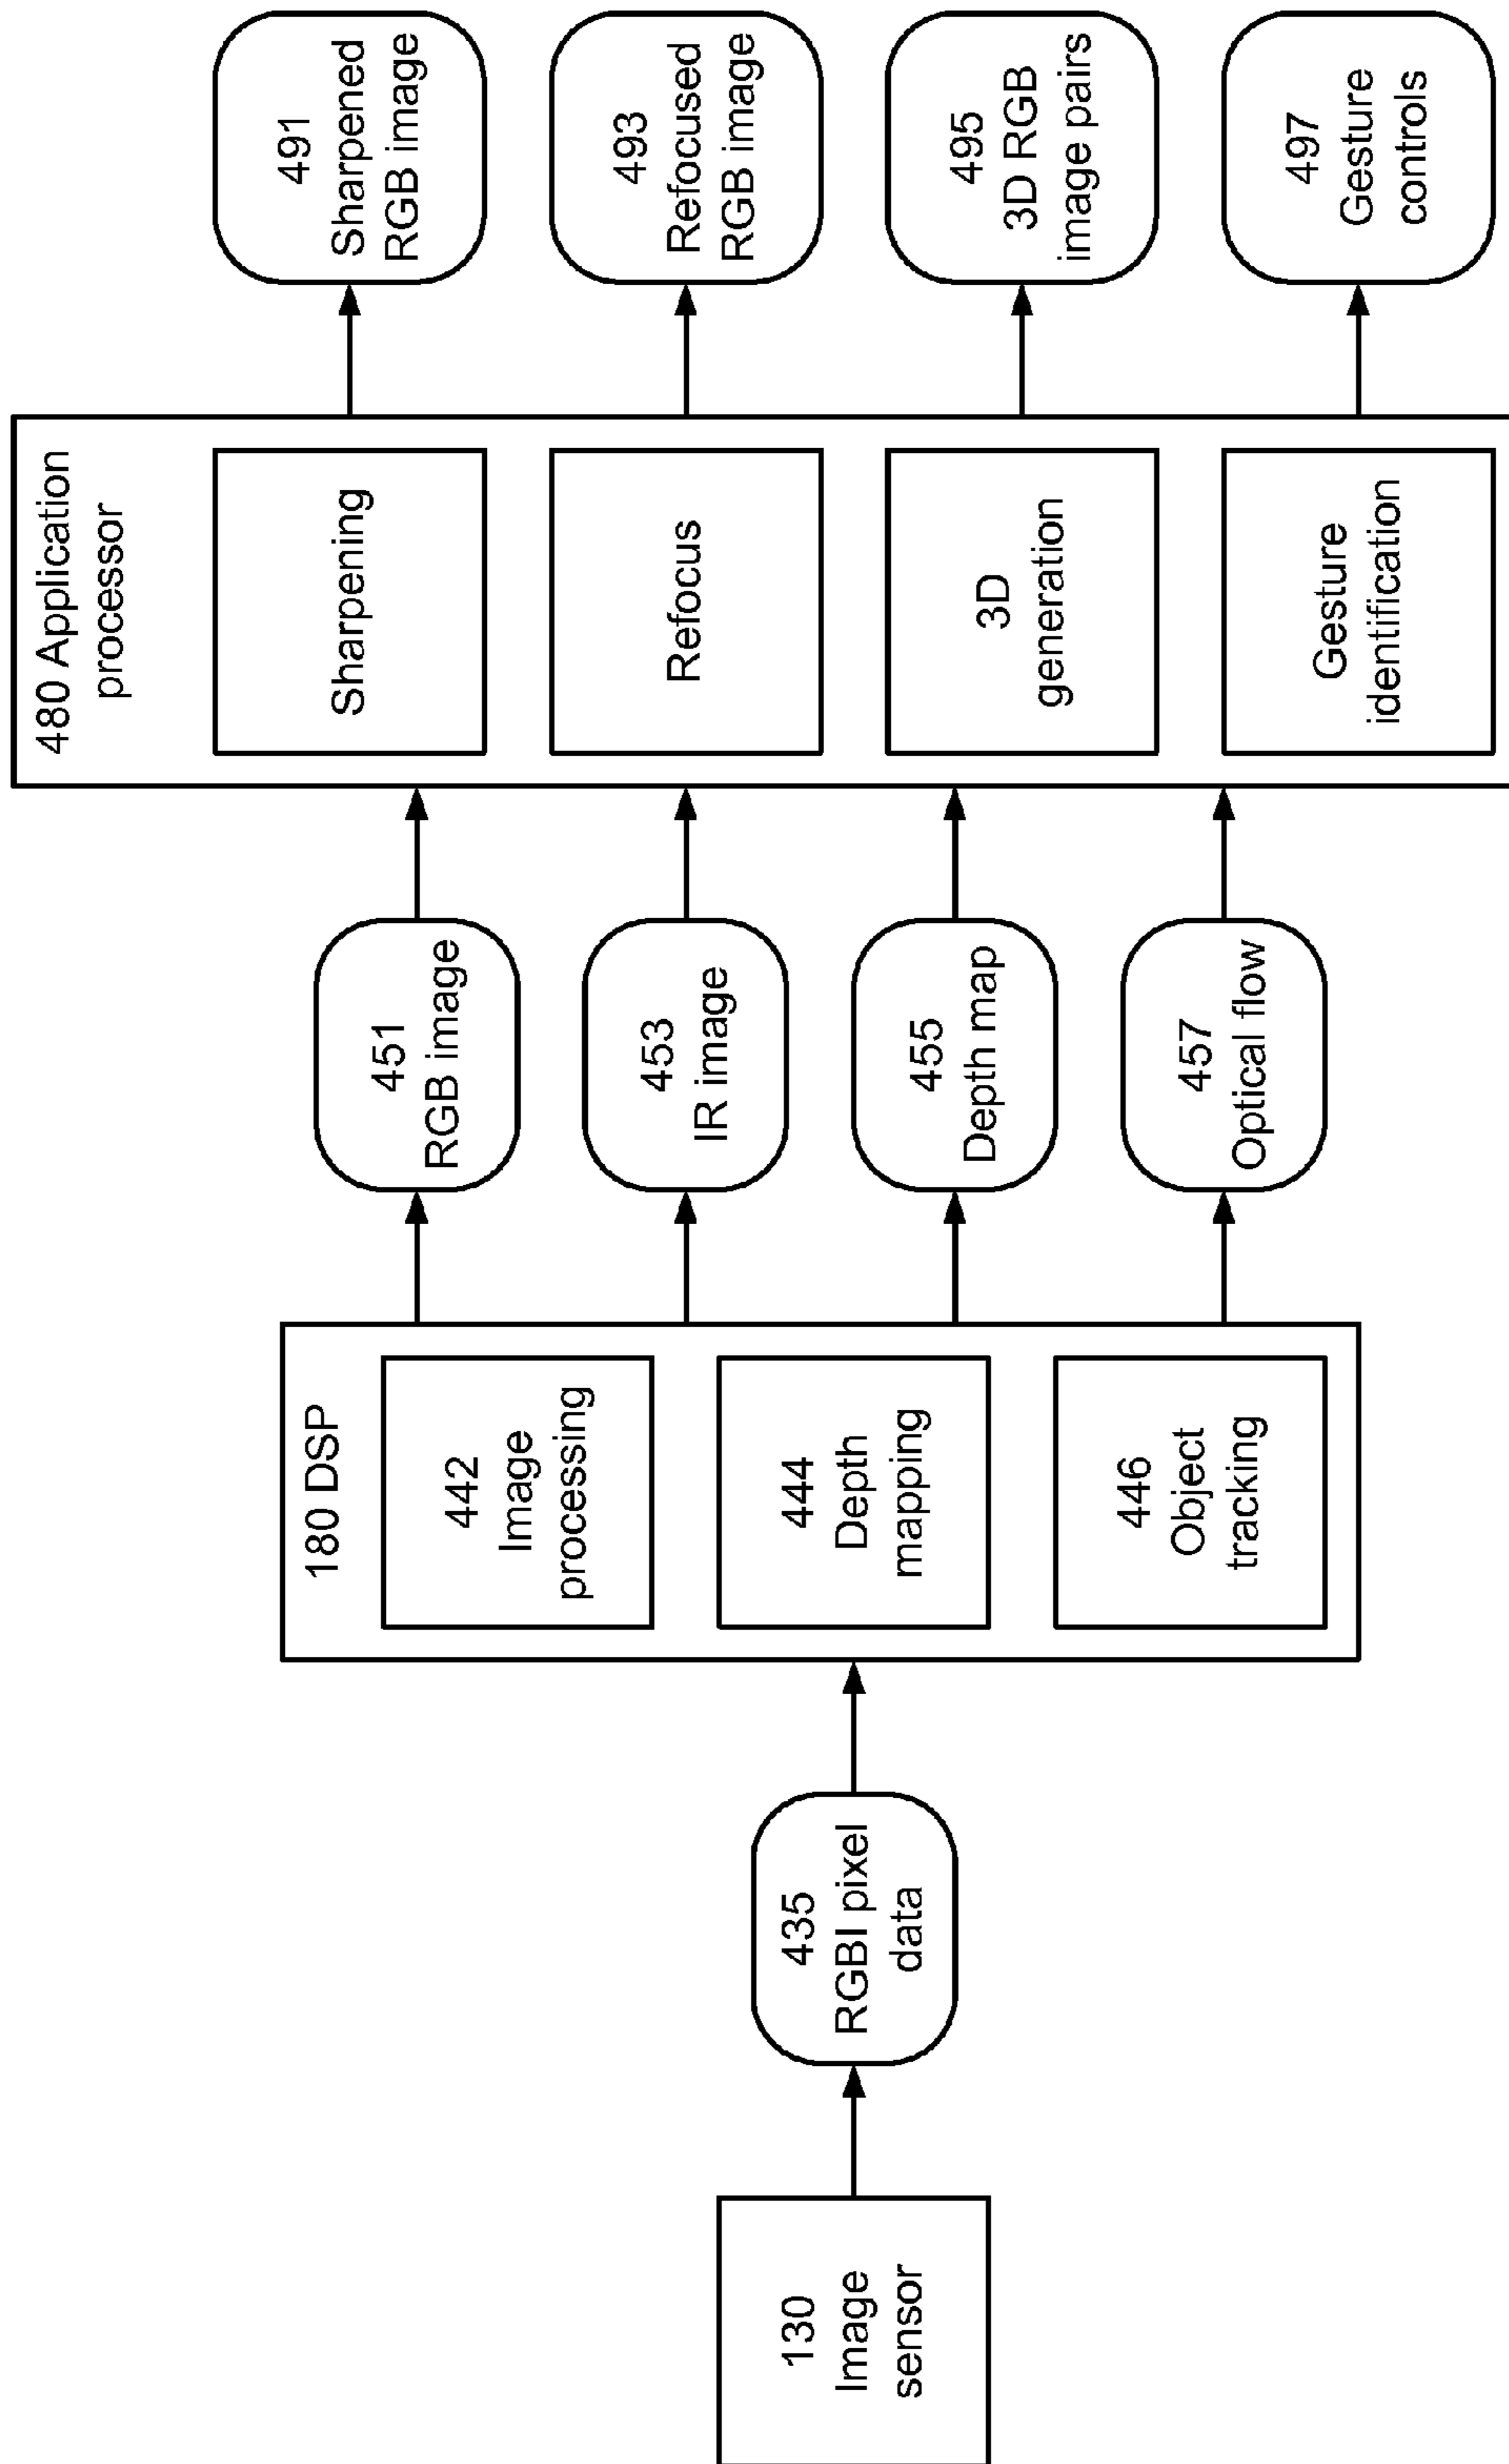 130
Image
sensor
435
RGBI pixel
data
180 DSP
442
Image
processing
444
Depth
mapping
446
Object
tracking
451
RGB image
453
IR image
455
Depth map
457
Optical flow
480 Application
processor
Sharpening
Refocus
3D
generation
Gesture
identification
491
Sharpened
RGB image
493
Refocused
RGB image
495
3D RGB
image pairs
497
Gesture
controls